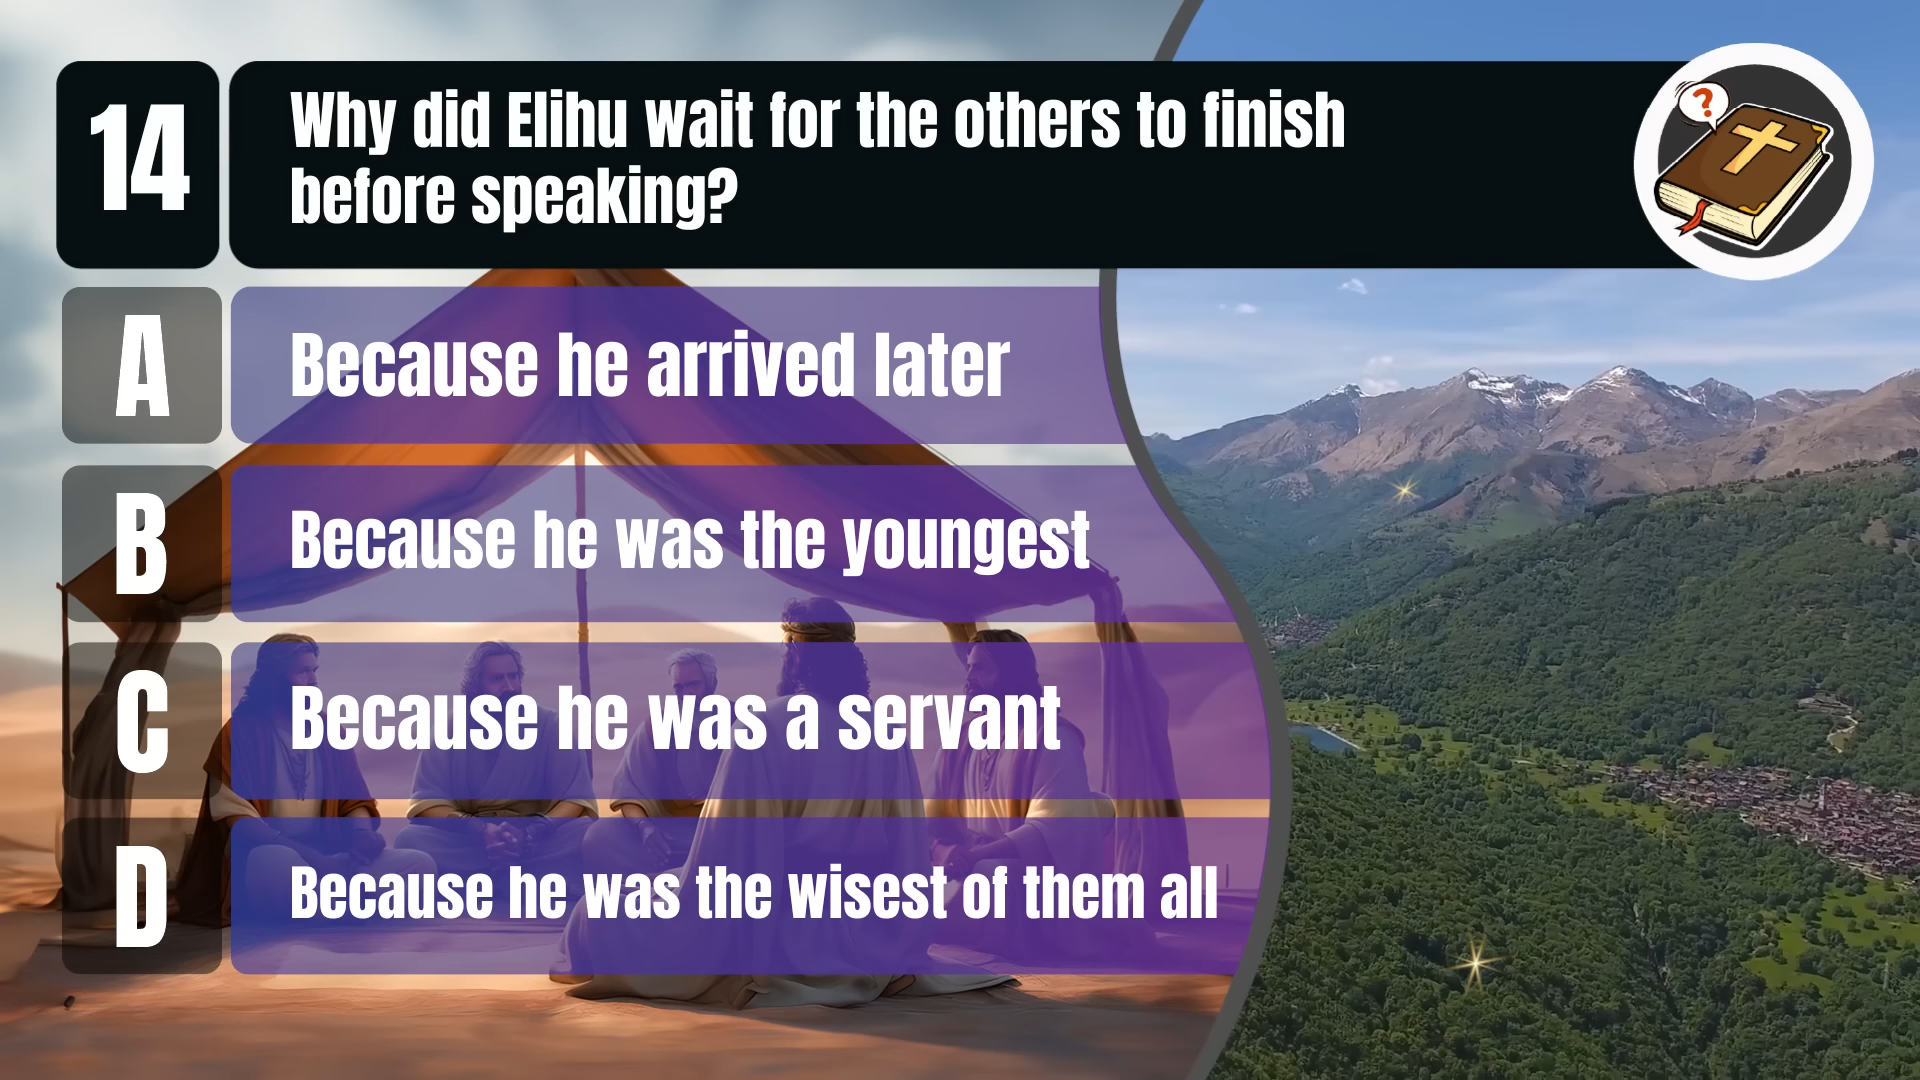 14
Why did Elihu wait for the others to finish
before speaking?
A
Because he arrived later
B
Because he was the youngest
C
Because he was a servant
D
Because he was the wisest of them all
?